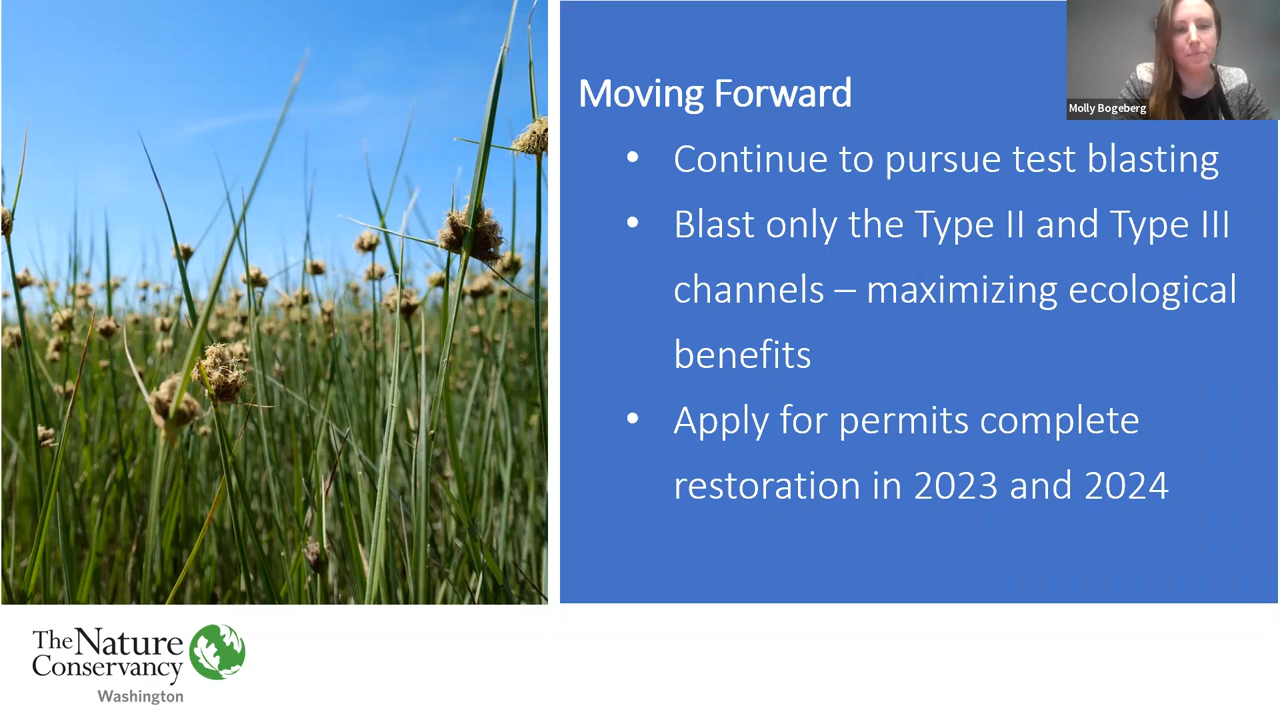 Moving Forward
Molly Bogeberg
• Continue to pursue test blasting
• Blast only the Type II and Type III
channels – maximizing ecological
benefits
• Apply for permits complete
restoration in 2023 and 2024
The Nature
Conservancy
Washington